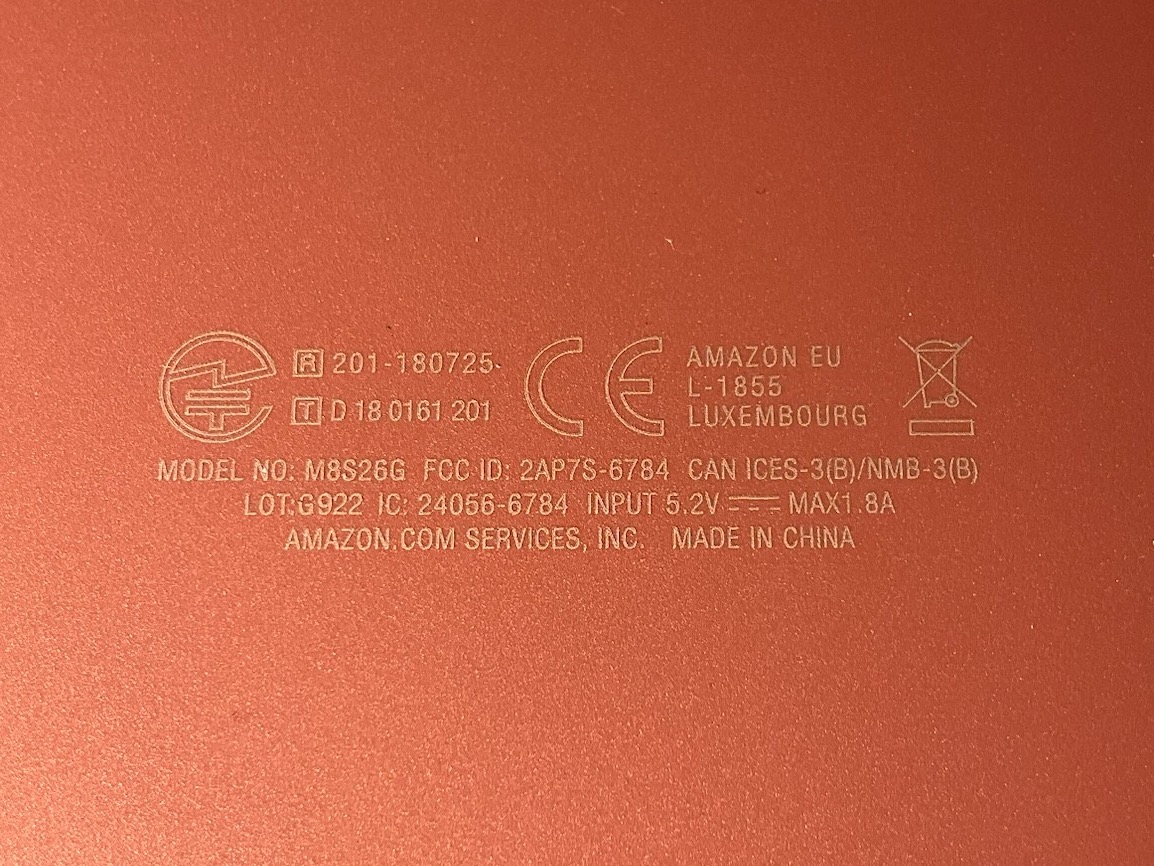 R 201-180725
T D 18 0161 201
CE
AMAZON EU
L-1855
LUXEMBOURG
MODEL NO: M8S26G FCC ID: 2AP7S-6784 CAN ICES-3(B)/NMB-3(B)
LOT:G922 IC: 24056-6784 INPUT 5.2V ⎓ MAX1.8A
AMAZON.COM SERVICES, INC. MADE IN CHINA